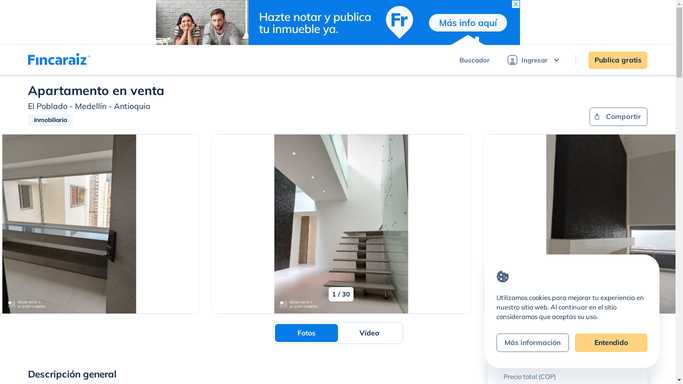 Hazte notar y publica
tu inmueble ya.
Fr
Más info aquí
Fincaraiz
Buscador
Ingresar
Publica gratis
Apartamento en venta
El Poblado - Medellín - Antioquia
Inmobiliaria
Compartir
1 / 30
Fotos
Vídeo
Utilizamos cookies para mejorar tu experiencia en
nuestro sitio web. Al continuar en el sitio
consideramos que aceptas su uso.
Más información
Entendido
Descripción general
Precio total (COP)